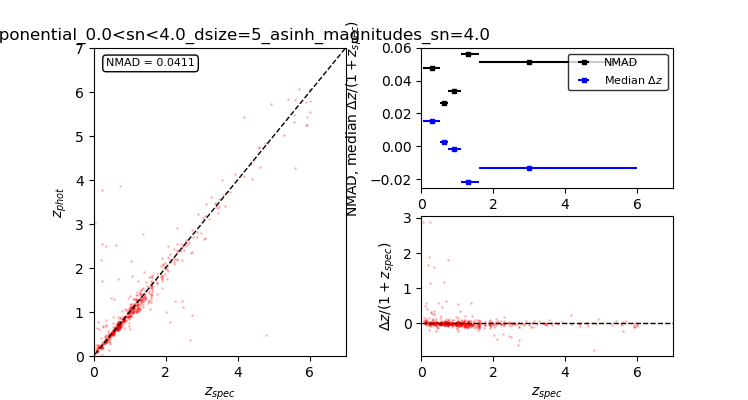 ponential_0.0<sn<4.0_dsize=5_asinh_magnitudes_sn=4.0
NMAD = 0.0411
z_phot
7
6
5
4
3
2
1
0
0 2 4 6
z_spec
NMAD, median Δz/(1 + z_spec)
0.06
0.04
0.02
0.00
−0.02
NMAD
Median Δz
0 2 4 6
Δz/(1 + z_spec)
3
2
1
0
0 2 4 6
z_spec